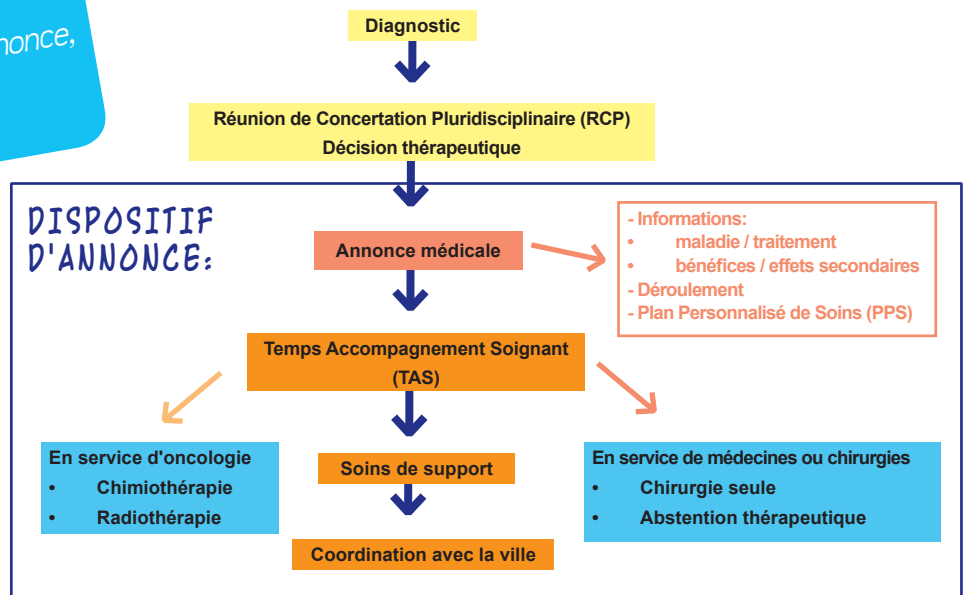 nonce,
Diagnostic
Réunion de Concertation Pluridisciplinaire (RCP)
Décision thérapeutique
DISPOSITIF
D'ANNONCE:
Annonce médicale
- Informations:
• maladie / traitement
• bénéfices / effets secondaires
- Déroulement
- Plan Personnalisé de Soins (PPS)
Temps Accompagnement Soignant
(TAS)
En service d'oncologie
• Chimiothérapie
• Radiothérapie
Soins de support
En service de médecines ou chirurgies
• Chirurgie seule
• Abstention thérapeutique
Coordination avec la ville